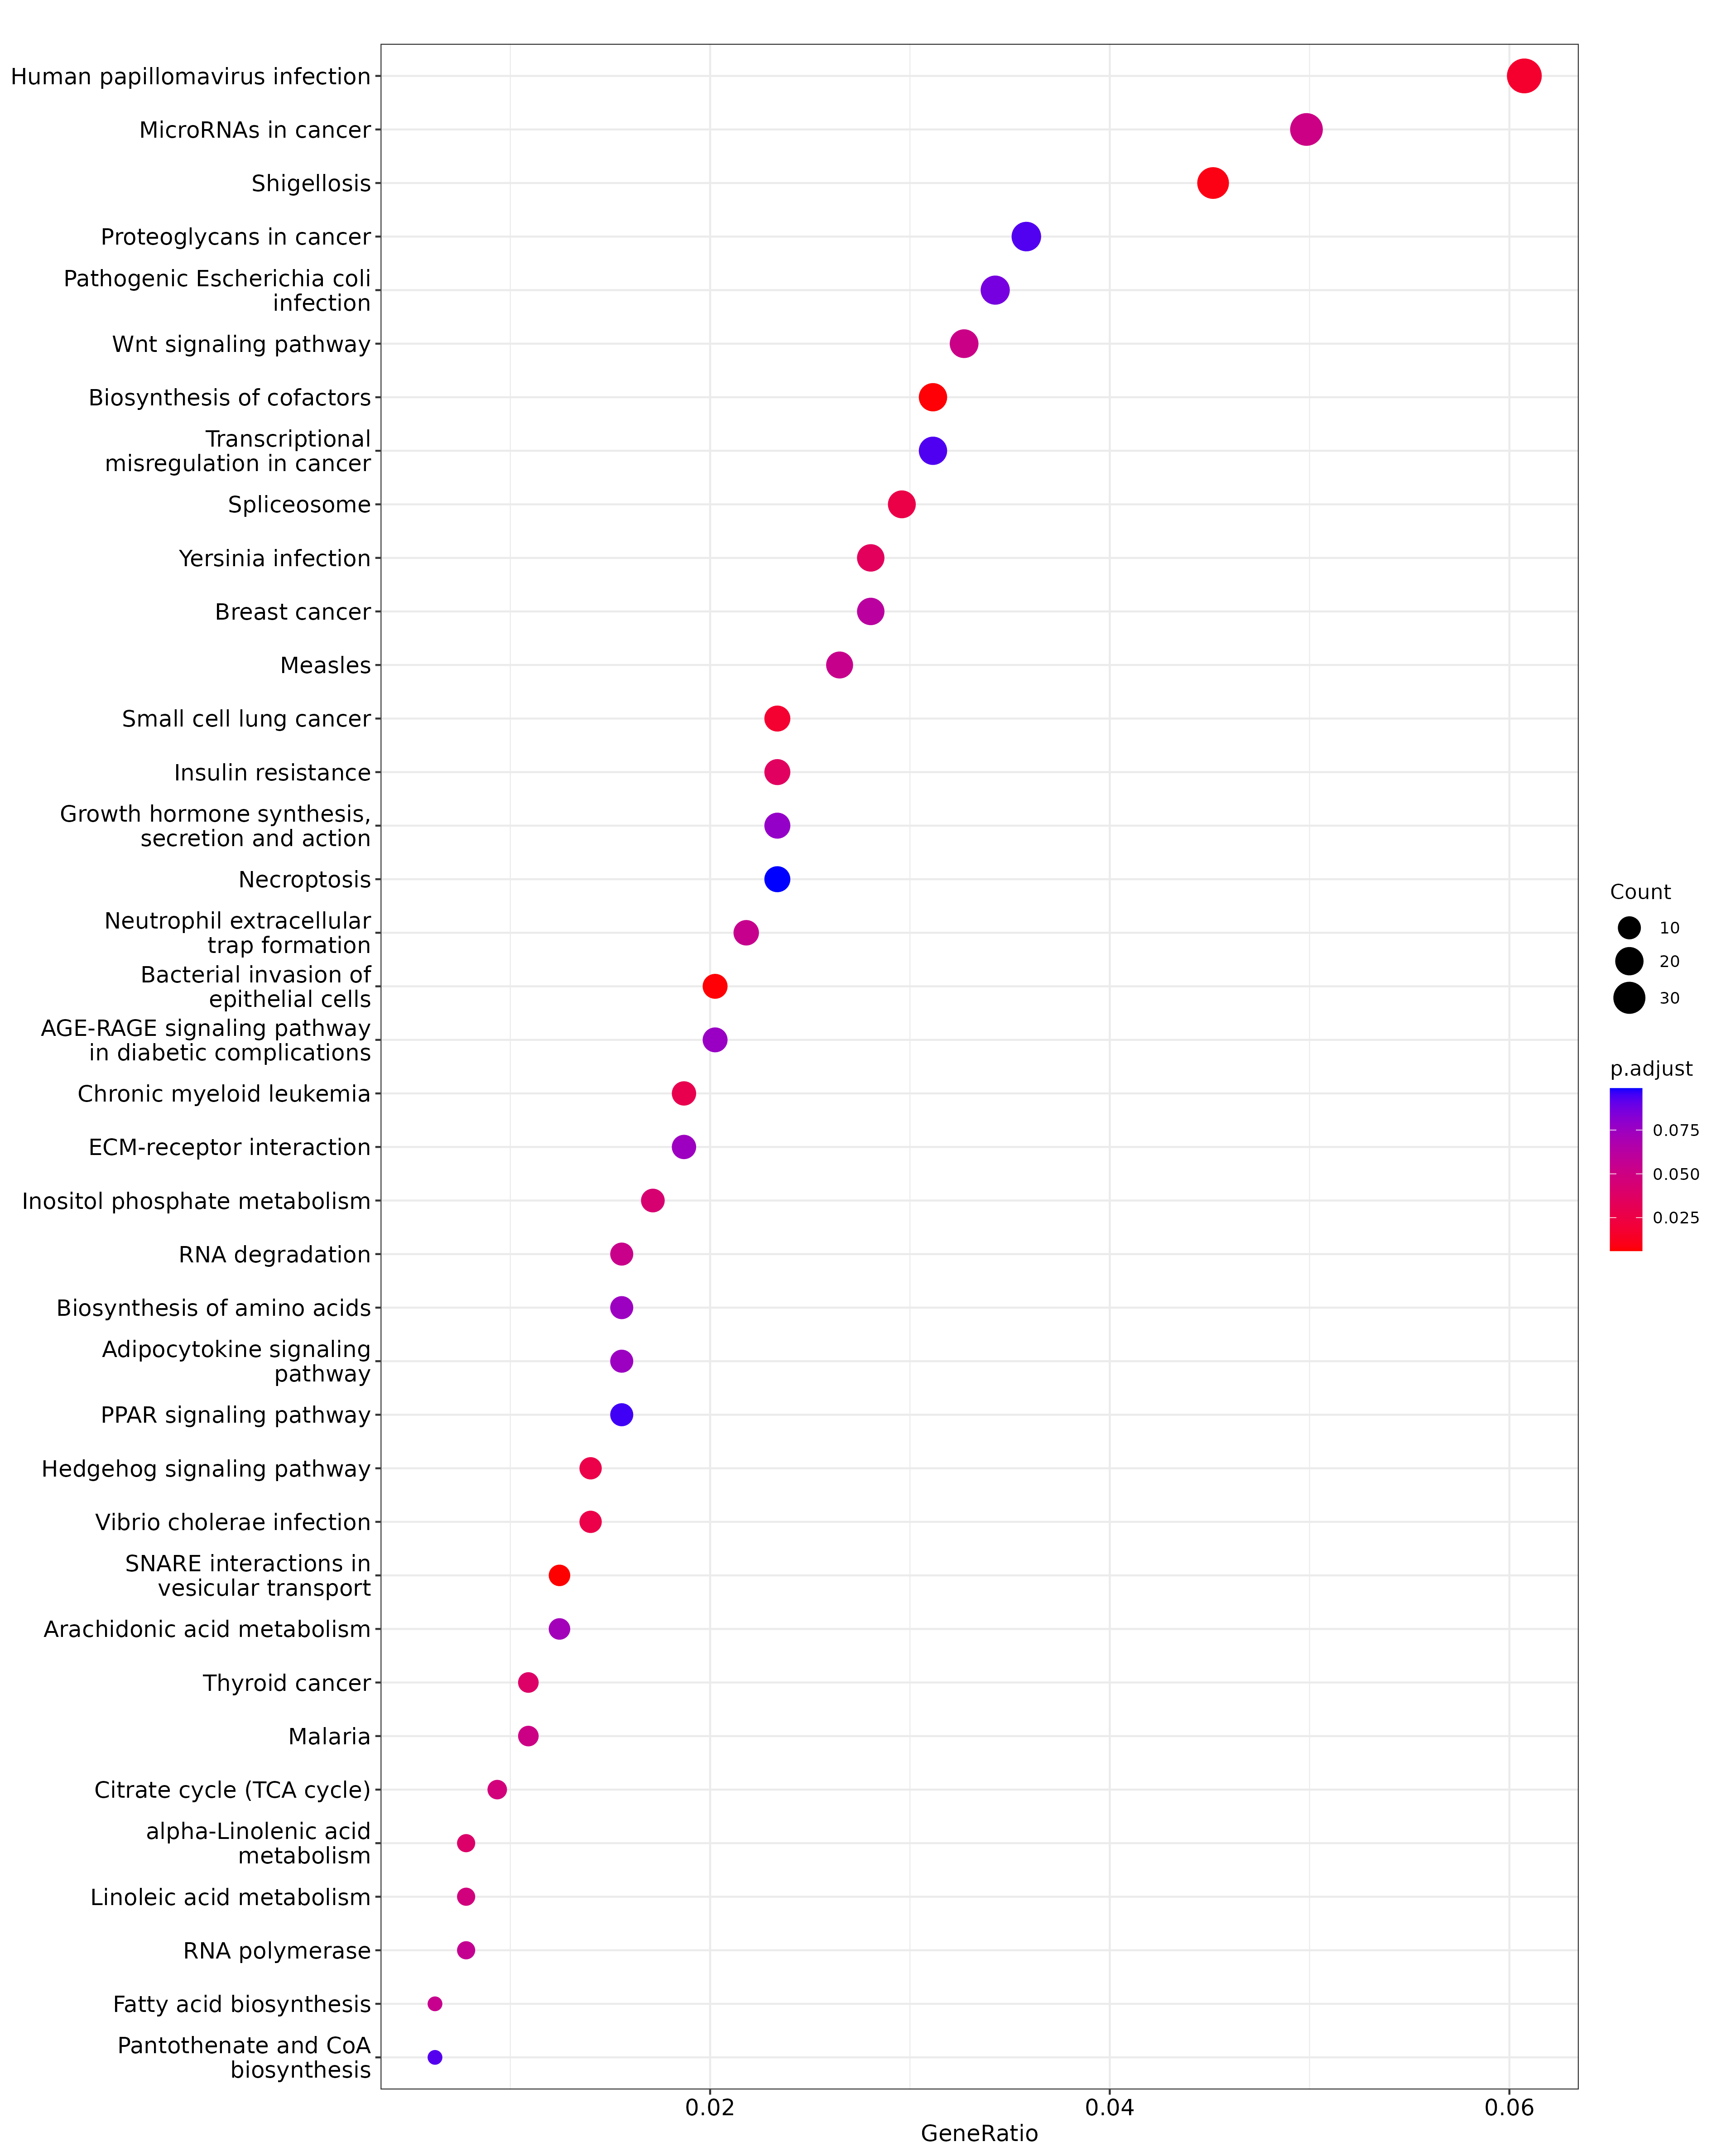 Human papillomavirus infection
MicroRNAs in cancer
Shigellosis
Proteoglycans in cancer
Pathogenic Escherichia coli
infection
Wnt signaling pathway
Biosynthesis of cofactors
Transcriptional
misregulation in cancer
Spliceosome
Yersinia infection
Breast cancer
Measles
Small cell lung cancer
Insulin resistance
Growth hormone synthesis,
secretion and action
Necroptosis
Neutrophil extracellular
trap formation
Bacterial invasion of
epithelial cells
AGE-RAGE signaling pathway
in diabetic complications
Chronic myeloid leukemia
ECM-receptor interaction
Inositol phosphate metabolism
RNA degradation
Biosynthesis of amino acids
Adipocytokine signaling
pathway
PPAR signaling pathway
Hedgehog signaling pathway
Vibrio cholerae infection
SNARE interactions in
vesicular transport
Arachidonic acid metabolism
Thyroid cancer
Malaria
Citrate cycle (TCA cycle)
alpha-Linolenic acid
metabolism
Linoleic acid metabolism
RNA polymerase
Fatty acid biosynthesis
Pantothenate and CoA
biosynthesis
0.02 0.04 0.06
GeneRatio
Count
10
20
30
p.adjust
0.075
0.050
0.025